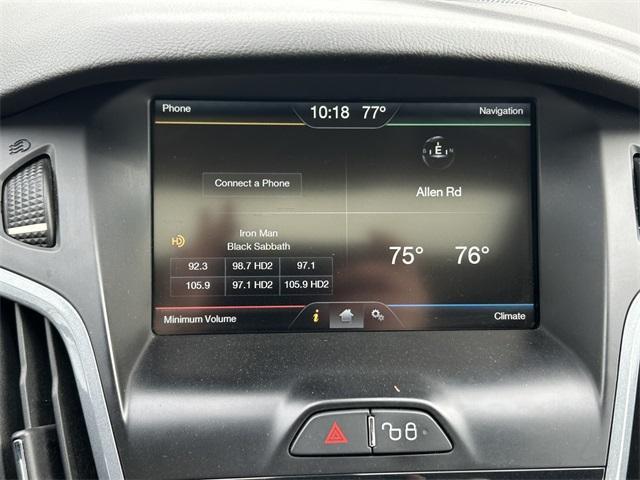 Phone
10:18 77°
Navigation
Connect a Phone
E
N
Allen Rd
HD
Iron Man
Black Sabbath
75° 76°
92.3 98.7 HD2 97.1
105.9 97.1 HD2 105.9 HD2
Minimum Volume
i
Climate